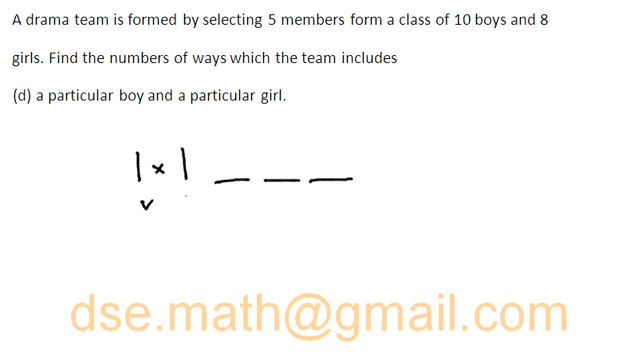 A drama team is formed by selecting 5 members form a class of 10 boys and 8
girls. Find the numbers of ways which the team includes
(d) a particular boy and a particular girl.
1 × 1 _ _ _
dse.math@gmail.com